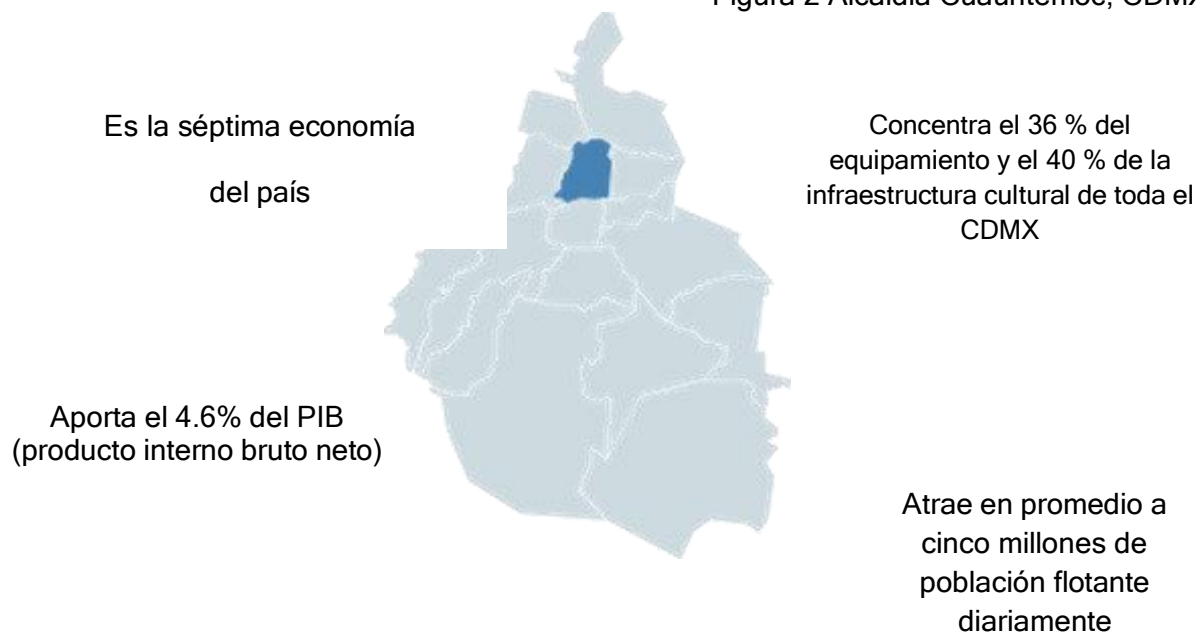 Figura 2 Alcaldía Cuauhtémoc, CDMX
Es la séptima economía
del país
Concentra el 36 % del
equipamiento y el 40 % de la
infraestructura cultural de toda el
CDMX
Aporta el 4.6% del PIB
(producto interno bruto neto)
Atrae en promedio a
cinco millones de
población flotante
diariamente